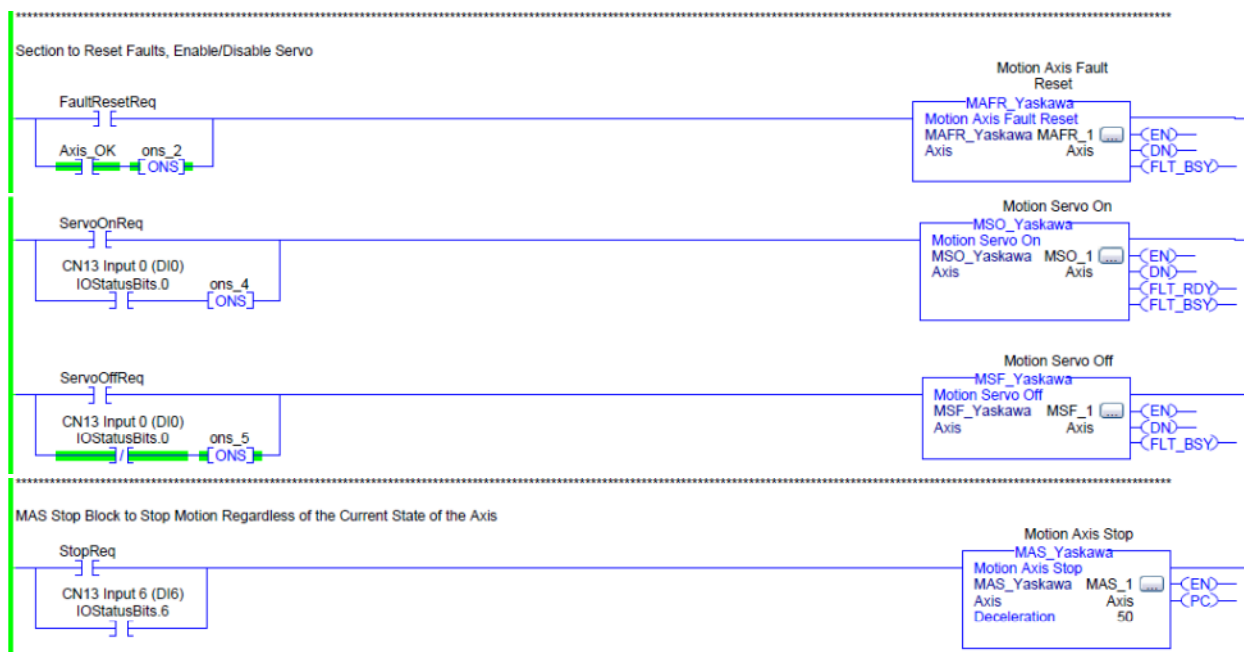 ****************************************************************
Section to Reset Faults, Enable/Disable Servo
Motion Axis Fault
Reset
FaultResetReq
MAFR_Yaskawa
Motion Axis Fault Reset
MAFR_Yaskawa MAFR_1 ...
Axis Axis
(EN)
(DN)
(FLT_BSY)
Axis_OK ons_2
ONS
Motion Servo On
ServoOnReq
MSO_Yaskawa
Motion Servo On
MSO_Yaskawa MSO_1 ...
Axis Axis
(EN)
(DN)
(FLT_RDY)
(FLT_BSY)
CN13 Input 0 (DI0)
IOStatusBits.0 ons_4
ONS
Motion Servo Off
ServoOffReq
MSF_Yaskawa
Motion Servo Off
MSF_Yaskawa MSF_1 ...
Axis Axis
(EN)
(DN)
(FLT_BSY)
CN13 Input 0 (DI0)
IOStatusBits.0 ons_5
/ ONS
****************************************************************
MAS Stop Block to Stop Motion Regardless of the Current State of the Axis
Motion Axis Stop
StopReq
MAS_Yaskawa
Motion Axis Stop
MAS_Yaskawa MAS_1 ...
Axis Axis
Deceleration 50
(EN)
(PC)
CN13 Input 6 (DI6)
IOStatusBits.6